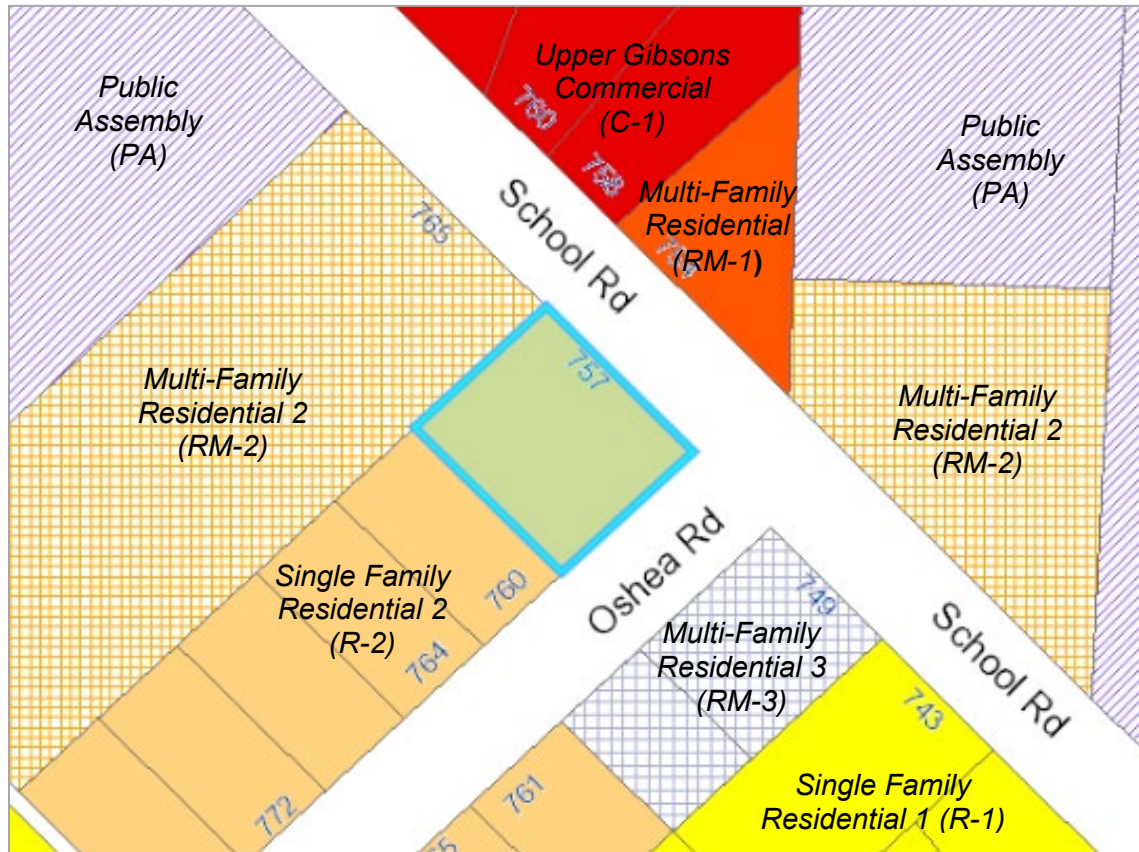 Public
Assembly
(PA)
Upper Gibsons
Commercial
(C-1)
760
758
Multi-Family
Residential
(RM-1)
Public
Assembly
(PA)
765
School Rd
757
Multi-Family
Residential 2
(RM-2)
Multi-Family
Residential 2
(RM-2)
Single Family
Residential 2
(R-2)
760
764
772
Oshea Rd
749
Multi-Family
Residential 3
(RM-3)
743
School Rd
761
Single Family
Residential 1 (R-1)